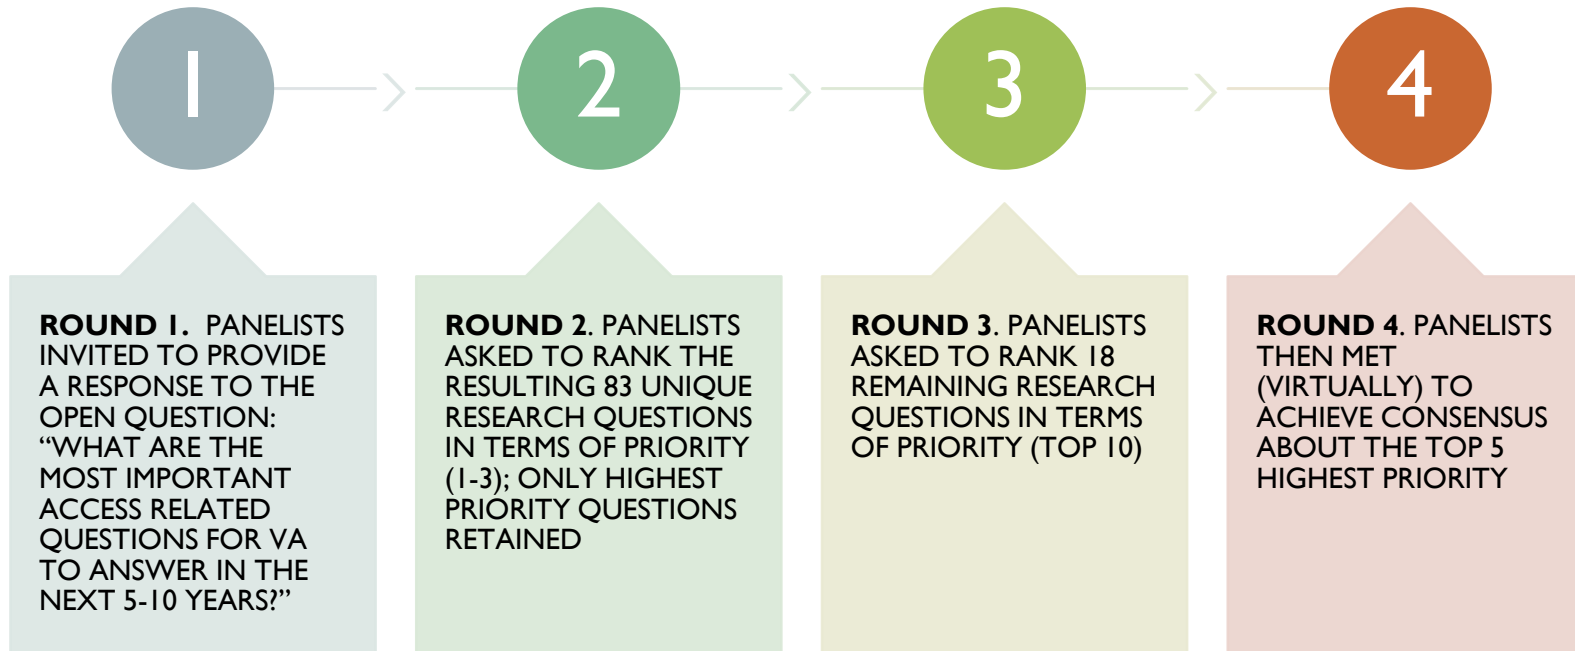 1
2
3
4
ROUND 1. PANELISTS
INVITED TO PROVIDE
A RESPONSE TO THE
OPEN QUESTION:
“WHAT ARE THE
MOST IMPORTANT
ACCESS RELATED
QUESTIONS FOR VA
TO ANSWER IN THE
NEXT 5-10 YEARS?”
ROUND 2. PANELISTS
ASKED TO RANK THE
RESULTING 83 UNIQUE
RESEARCH QUESTIONS
IN TERMS OF PRIORITY
(1-3); ONLY HIGHEST
PRIORITY QUESTIONS
RETAINED
ROUND 3. PANELISTS
ASKED TO RANK 18
REMAINING RESEARCH
QUESTIONS IN TERMS
OF PRIORITY (TOP 10)
ROUND 4. PANELISTS
THEN MET
(VIRTUALLY) TO
ACHIEVE CONSENSUS
ABOUT THE TOP 5
HIGHEST PRIORITY